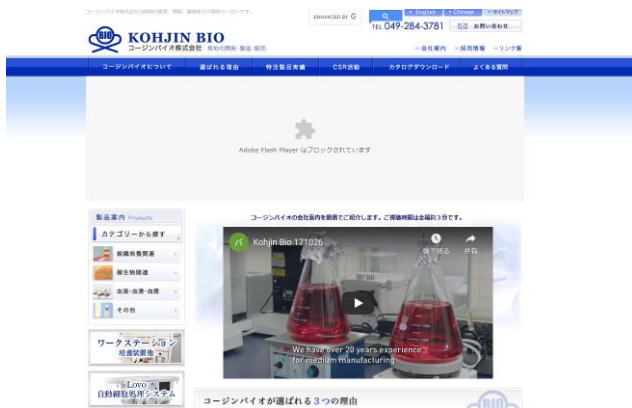 ENHANCED BY G
English
Chinese
サイトマップ
BIO
KOHJIN BIO
コージンバイオ株式会社
TEL 049-284-3781
お問い合わせ
会社案内
採用情報
リンク集
コージンバイオについて
選ばれる理由
特注製品実績
CSR活動
カタログダウンロード
よくある質問
Adobe Flash Player はブロックされています
製品案内 Products
カテゴリーから探す
組織培養関連
微生物関連
血液・血清・血漿
その他
ワークステーション
培養装置他
Lovo
自動細胞処理システム
コージンバイオの会社案内を動画でご紹介します。ご視聴時間は全編約3分です。
バ
Kohjin Bio 171026
後で見る
共有
We have over 20 years experience
for medium manufacturing
コージンバイオが選ばれる3つの理由
BIO